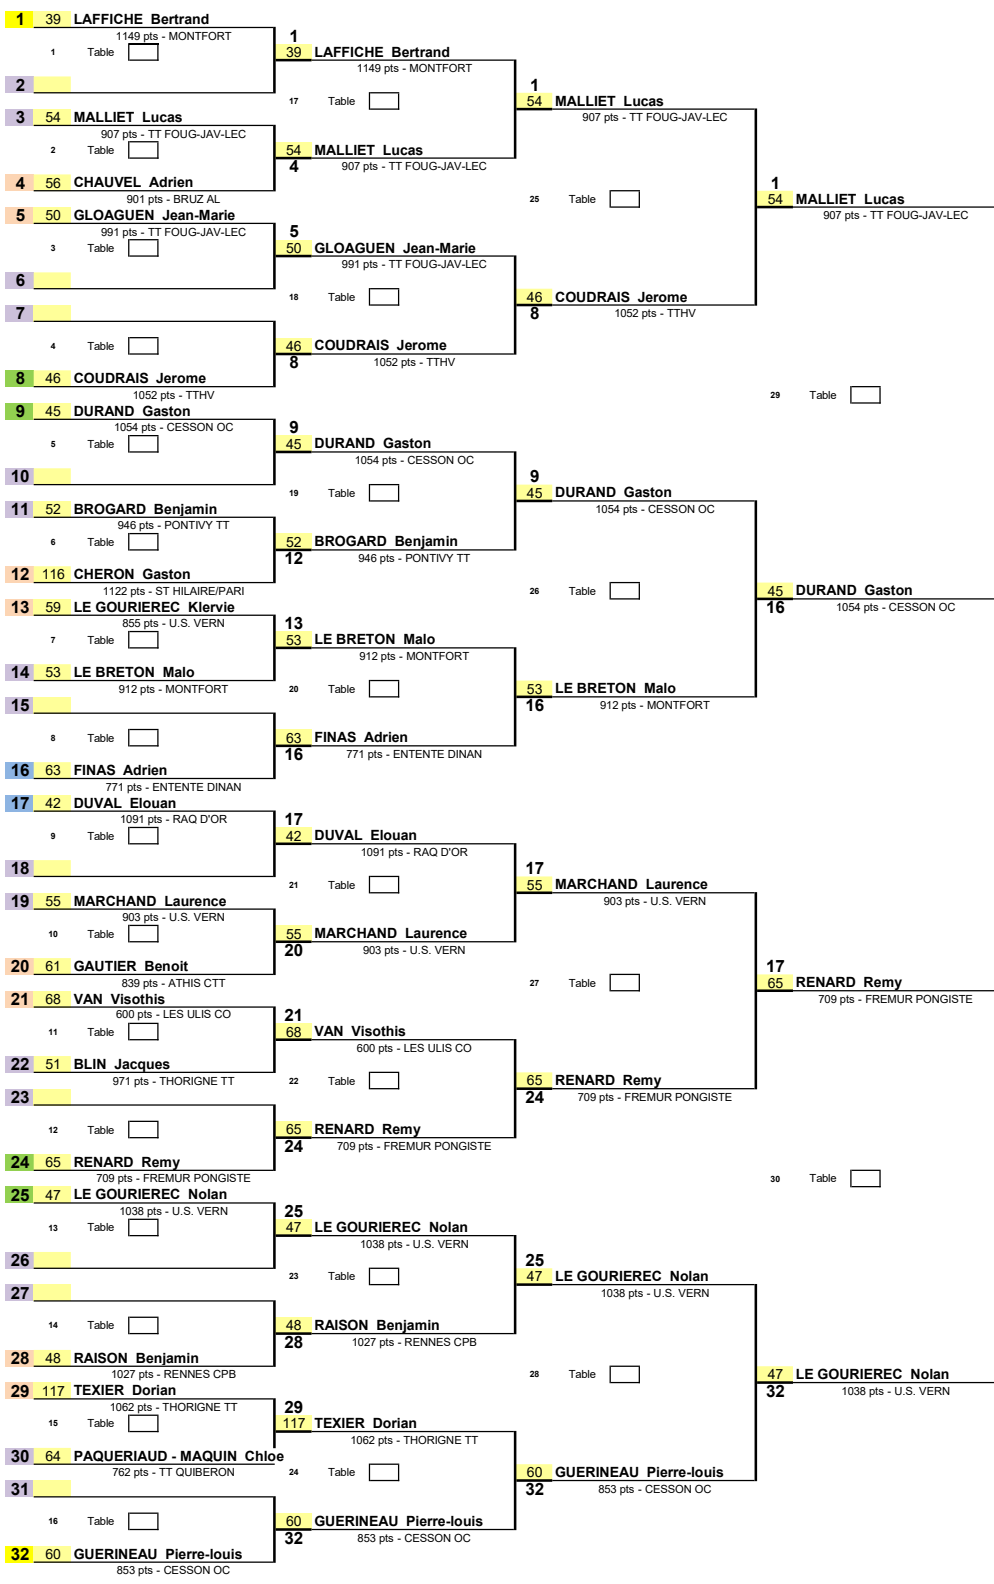 1 39 LAFFICHE Bertrand
1149 pts - MONTFORT
1 Table
2
3 54 MALLIET Lucas
907 pts - TT FOUG-JAV-LEC
2 Table
4 56 CHAUVEL Adrien
901 pts - BRUZ AL
5 50 GLOAGUEN Jean-Marie
991 pts - TT FOUG-JAV-LEC
3 Table
6
7
4 Table
8 46 COUDRAIS Jerome
1052 pts - TTHV
9 45 DURAND Gaston
1054 pts - CESSON OC
5 Table
10
11 52 BROGARD Benjamin
946 pts - PONTIVY TT
6 Table
12 116 CHERON Gaston
1122 pts - ST HILAIRE/PARI
13 59 LE GOURIEREC Klervie
855 pts - U.S. VERN
7 Table
14 53 LE BRETON Malo
912 pts - MONTFORT
15
8 Table
16 63 FINAS Adrien
771 pts - ENTENTE DINAN
17 42 DUVAL Elouan
1091 pts - RAQ D'OR
9 Table
18
19 55 MARCHAND Laurence
903 pts - U.S. VERN
10 Table
20 61 GAUTIER Benoit
839 pts - ATHIS CTT
21 68 VAN Visothis
600 pts - LES ULIS CO
11 Table
22 51 BLIN Jacques
971 pts - THORIGNE TT
23
12 Table
24 65 RENARD Remy
709 pts - FREMUR PONGISTE
25 47 LE GOURIEREC Nolan
1038 pts - U.S. VERN
13 Table
26
27
14 Table
28 48 RAISON Benjamin
1027 pts - RENNES CPB
29 117 TEXIER Dorian
1062 pts - THORIGNE TT
15 Table
30 64 PAQUERIAUD - MAQUIN Chloe
762 pts - TT QUIBERON
31
16 Table
32 60 GUERINEAU Pierre-louis
853 pts - CESSON OC
1
39 LAFFICHE Bertrand
1149 pts - MONTFORT
17 Table
54 MALLIET Lucas
4 907 pts - TT FOUG-JAV-LEC
5
50 GLOAGUEN Jean-Marie
991 pts - TT FOUG-JAV-LEC
18 Table
46 COUDRAIS Jerome
8 1052 pts - TTHV
9
45 DURAND Gaston
1054 pts - CESSON OC
19 Table
52 BROGARD Benjamin
12 946 pts - PONTIVY TT
13
53 LE BRETON Malo
912 pts - MONTFORT
20 Table
63 FINAS Adrien
16 771 pts - ENTENTE DINAN
17
42 DUVAL Elouan
1091 pts - RAQ D'OR
21 Table
55 MARCHAND Laurence
20 903 pts - U.S. VERN
21
68 VAN Visothis
600 pts - LES ULIS CO
22 Table
65 RENARD Remy
24 709 pts - FREMUR PONGISTE
25
47 LE GOURIEREC Nolan
1038 pts - U.S. VERN
23 Table
48 RAISON Benjamin
28 1027 pts - RENNES CPB
29
117 TEXIER Dorian
1062 pts - THORIGNE TT
24 Table
60 GUERINEAU Pierre-louis
32 853 pts - CESSON OC
1
54 MALLIET Lucas
907 pts - TT FOUG-JAV-LEC
25 Table
46 COUDRAIS Jerome
8 1052 pts - TTHV
9
45 DURAND Gaston
1054 pts - CESSON OC
26 Table
53 LE BRETON Malo
16 912 pts - MONTFORT
17
55 MARCHAND Laurence
903 pts - U.S. VERN
27 Table
65 RENARD Remy
24 709 pts - FREMUR PONGISTE
25
47 LE GOURIEREC Nolan
1038 pts - U.S. VERN
28 Table
60 GUERINEAU Pierre-louis
32 853 pts - CESSON OC
1
54 MALLIET Lucas
907 pts - TT FOUG-JAV-LEC
29 Table
45 DURAND Gaston
16 1054 pts - CESSON OC
17
65 RENARD Remy
709 pts - FREMUR PONGISTE
30 Table
47 LE GOURIEREC Nolan
32 1038 pts - U.S. VERN